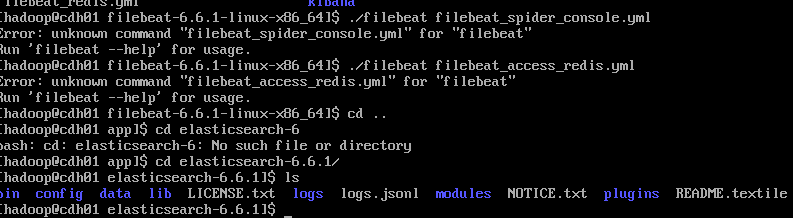 filebeat_redis.yml kibana
[hadoop@cdh01 filebeat-6.6.1-linux-x86_64]$ ./filebeat filebeat_spider_console.yml
Error: unknown command "filebeat_spider_console.yml" for "filebeat"
Run 'filebeat --help' for usage.
[hadoop@cdh01 filebeat-6.6.1-linux-x86_64]$ ./filebeat filebeat_access_redis.yml
Error: unknown command "filebeat_access_redis.yml" for "filebeat"
Run 'filebeat --help' for usage.
[hadoop@cdh01 filebeat-6.6.1-linux-x86_64]$ cd ..
[hadoop@cdh01 app]$ cd elasticsearch-6
bash: cd: elasticsearch-6: No such file or directory
[hadoop@cdh01 app]$ cd elasticsearch-6.6.1/
[hadoop@cdh01 elasticsearch-6.6.1]$ ls
bin config data lib LICENSE.txt logs logs.jsonl modules NOTICE.txt plugins README.textile
[hadoop@cdh01 elasticsearch-6.6.1]$ _